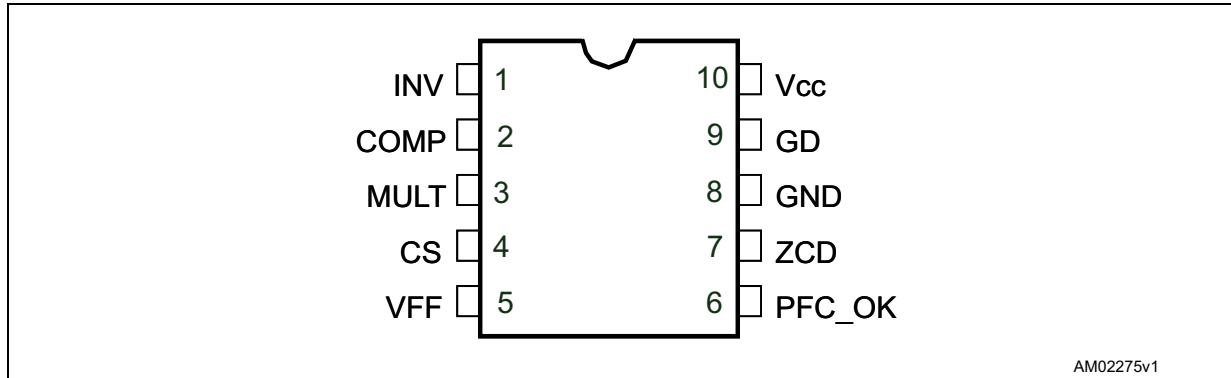 INV 1 10 Vcc
COMP 2 9 GD
MULT 3 8 GND
CS 4 7 ZCD
VFF 5 6 PFC_OK
AM02275v1